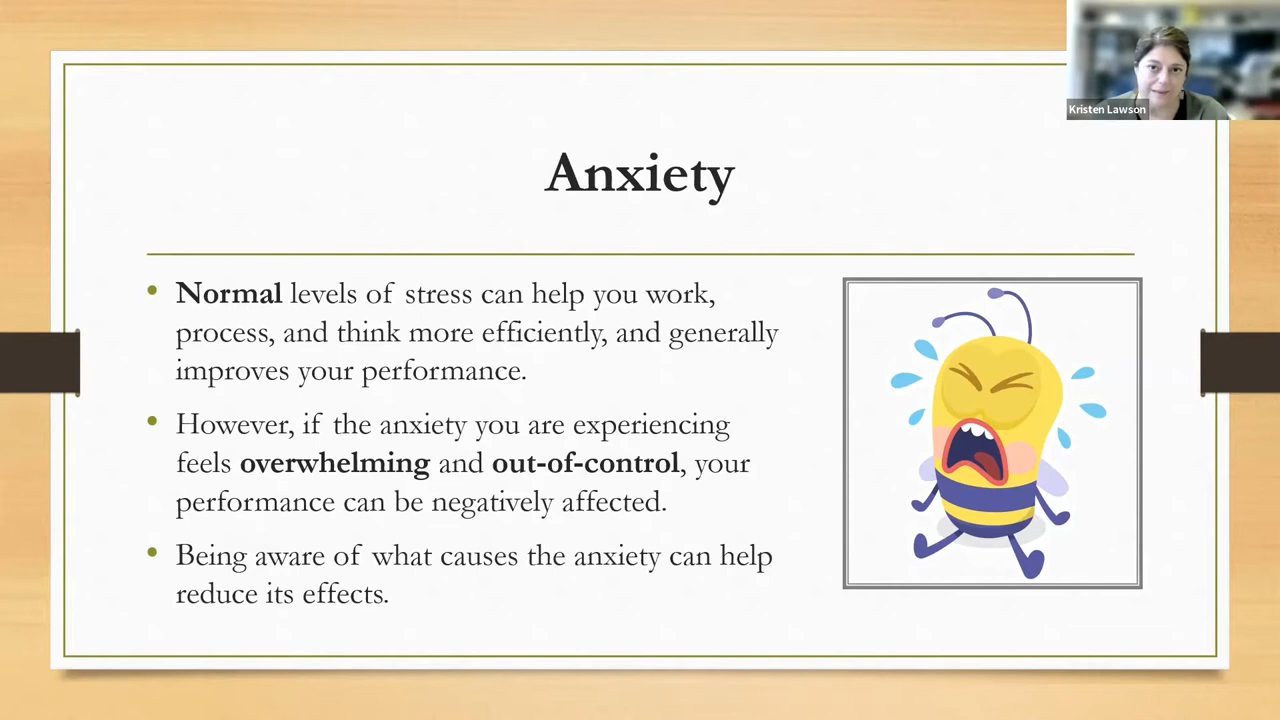 Kristen Lawson
Anxiety
• Normal levels of stress can help you work,
process, and think more efficiently, and generally
improves your performance.
• However, if the anxiety you are experiencing
feels overwhelming and out-of-control, your
performance can be negatively affected.
• Being aware of what causes the anxiety can help
reduce its effects.